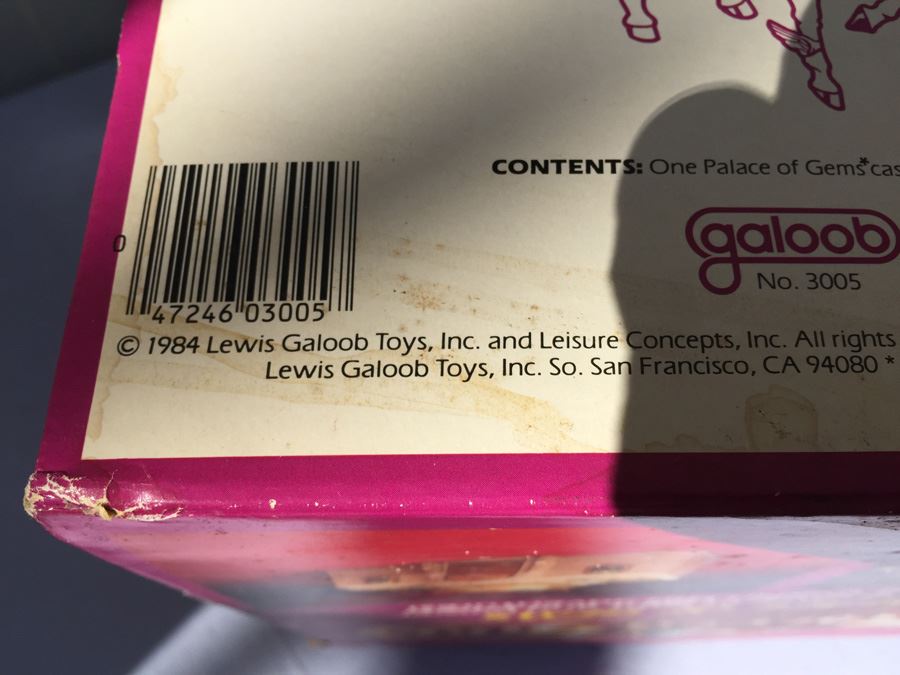 CONTENTS: One Palace of Gems*
galoob
No. 3005
0
47246 03005
© 1984 Lewis Galoob Toys, Inc. and Leisure Concepts, Inc. All rights
Lewis Galoob Toys, Inc. So. San Francisco, CA 94080 *